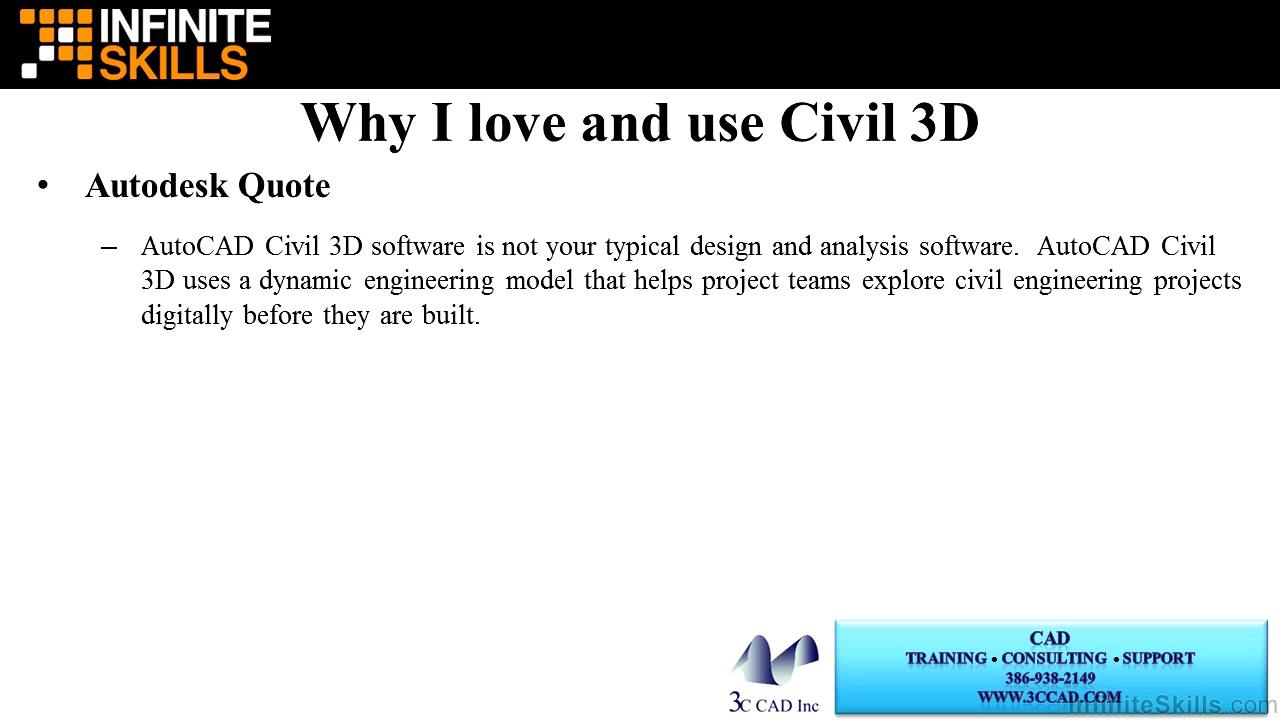 INFINITE
SKILLS
Why I love and use Civil 3D
• Autodesk Quote
– AutoCAD Civil 3D software is not your typical design and analysis software. AutoCAD Civil
3D uses a dynamic engineering model that helps project teams explore civil engineering projects
digitally before they are built.
CAD
TRAINING • CONSULTING • SUPPORT
386-938-2149
WWW.3CCAD.COM
3C CAD Inc
InfiniteSkills.com